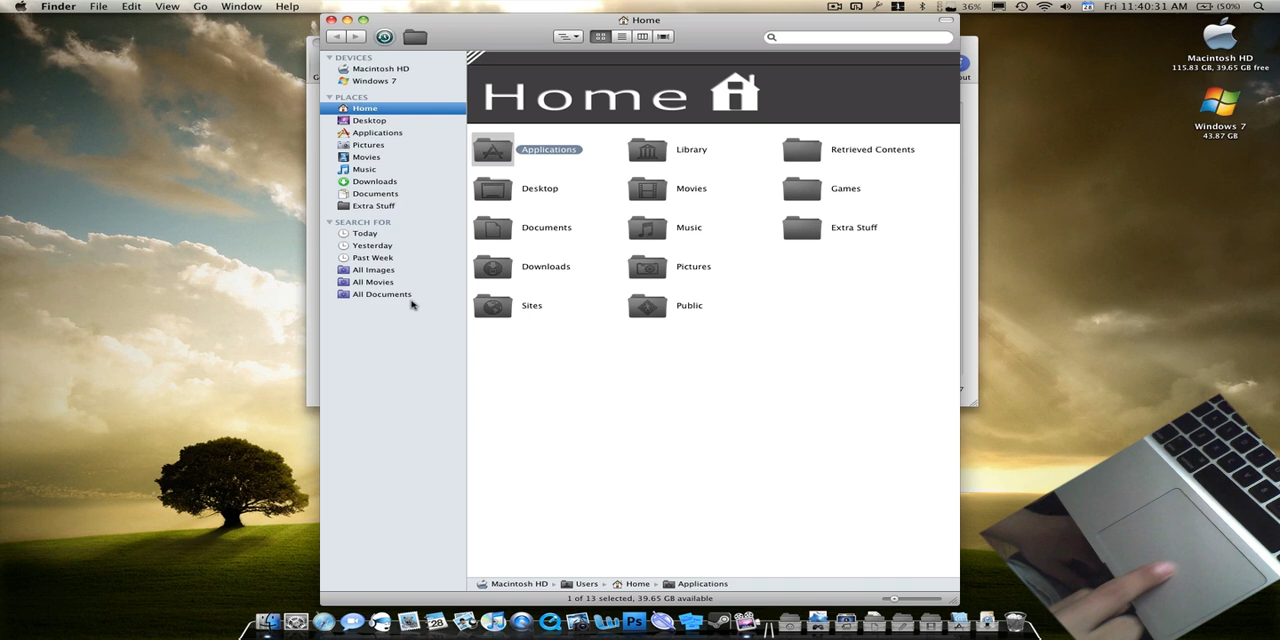 Finder File Edit View Go Window Help
36% 28 Fri 11:40:31 AM (50%)
Home
DEVICES
Macintosh HD
Windows 7
PLACES
Home
Desktop
Applications
Pictures
Movies
Music
Downloads
Documents
Extra Stuff
SEARCH FOR
Today
Yesterday
Past Week
All Images
All Movies
All Documents
Home
Applications Library Retrieved Contents
Desktop Movies Games
Documents Music Extra Stuff
Downloads Pictures
Sites Public
Macintosh HD Users Home Applications
1 of 13 selected, 39.65 GB available
Macintosh HD
115.83 GB, 39.65 GB free
Windows 7
43.87 GB
28
Ps